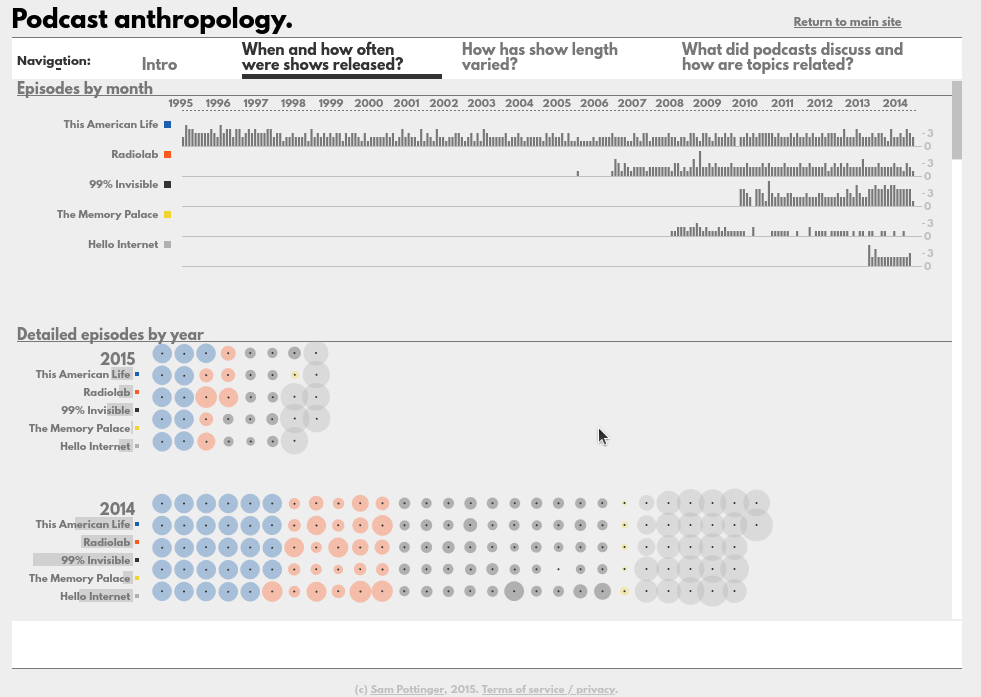 Podcast anthropology.
Return to main site
Navigation:
Intro
When and how often
were shows released?
How has show length
varied?
What did podcasts discuss and
how are topics related?
Episodes by month
1995 1996 1997 1998 1999 2000 2001 2002 2003 2004 2005 2006 2007 2008 2009 2010 2011 2012 2013 2014
This American Life
3
0
Radiolab
3
0
99% Invisible
3
0
The Memory Palace
3
0
Hello Internet
3
0
Detailed episodes by year
2015
This American Life
Radiolab
99% Invisible
The Memory Palace
Hello Internet
2014
This American Life
Radiolab
99% Invisible
The Memory Palace
Hello Internet
(c) Sam Pottinger, 2015. Terms of service / privacy.